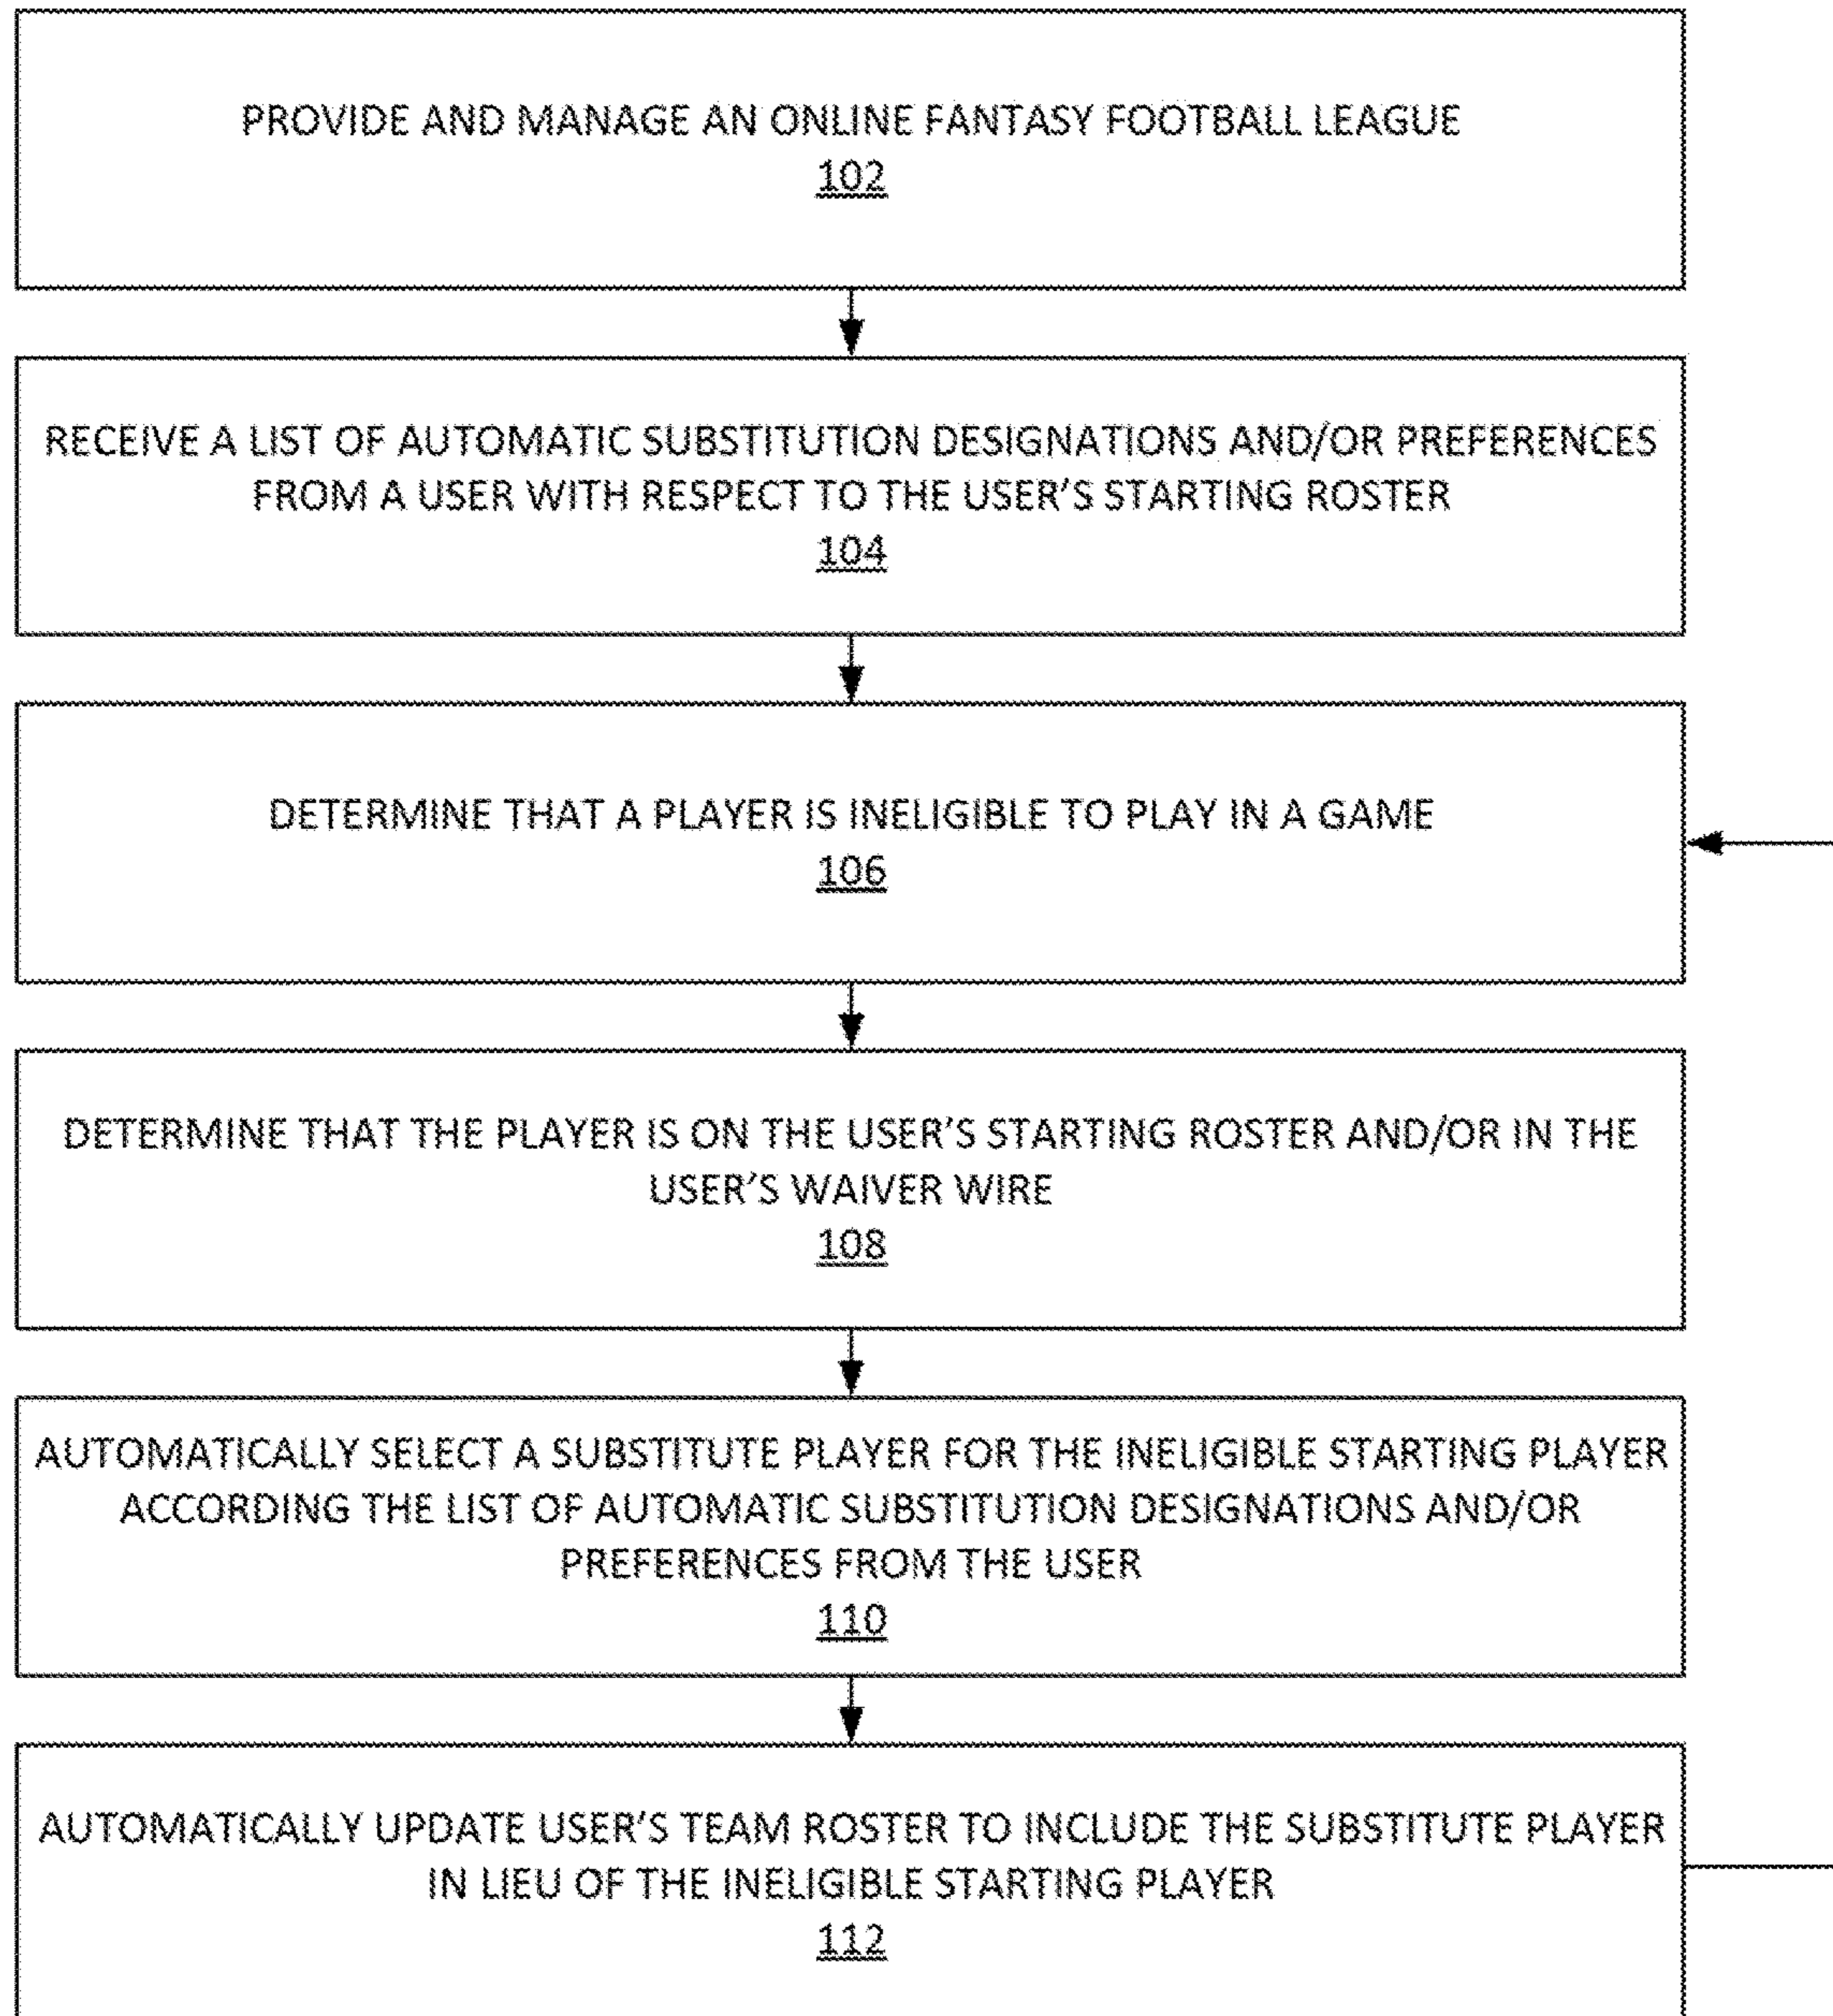 PROVIDE AND MANAGE AN ONLINE FANTASY FOOTBALL LEAGUE
102
RECEIVE A LIST OF AUTOMATIC SUBSTITUTION DESIGNATIONS AND/OR PREFERENCES
FROM A USER WITH RESPECT TO THE USER'S STARTING ROSTER
104
DETERMINE THAT A PLAYER IS INELIGIBLE TO PLAY IN A GAME
106
DETERMINE THAT THE PLAYER IS ON THE USER'S STARTING ROSTER AND/OR IN THE
USER'S WAIVER WIRE
108
AUTOMATICALLY SELECT A SUBSTITUTE PLAYER FOR THE INELIGIBLE STARTING PLAYER
ACCORDING THE LIST OF AUTOMATIC SUBSTITUTION DESIGNATIONS AND/OR
PREFERENCES FROM THE USER
110
AUTOMATICALLY UPDATE USER'S TEAM ROSTER TO INCLUDE THE SUBSTITUTE PLAYER
IN LIEU OF THE INELIGIBLE STARTING PLAYER
112